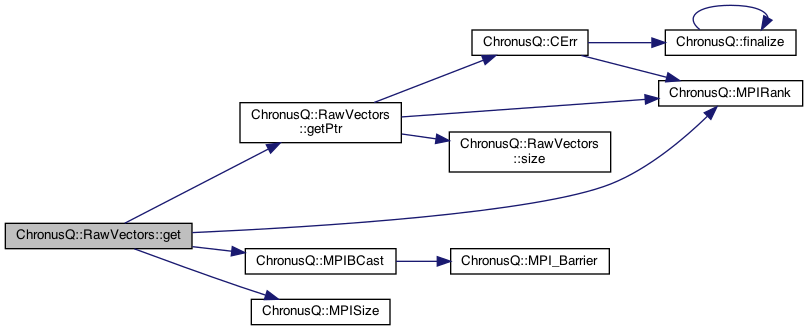 ChronusQ::CErr
ChronusQ::finalize
ChronusQ::MPIRank
ChronusQ::RawVectors
::getPtr
ChronusQ::RawVectors
::size
ChronusQ::RawVectors::get
ChronusQ::MPIBCast
ChronusQ::MPI_Barrier
ChronusQ::MPISize